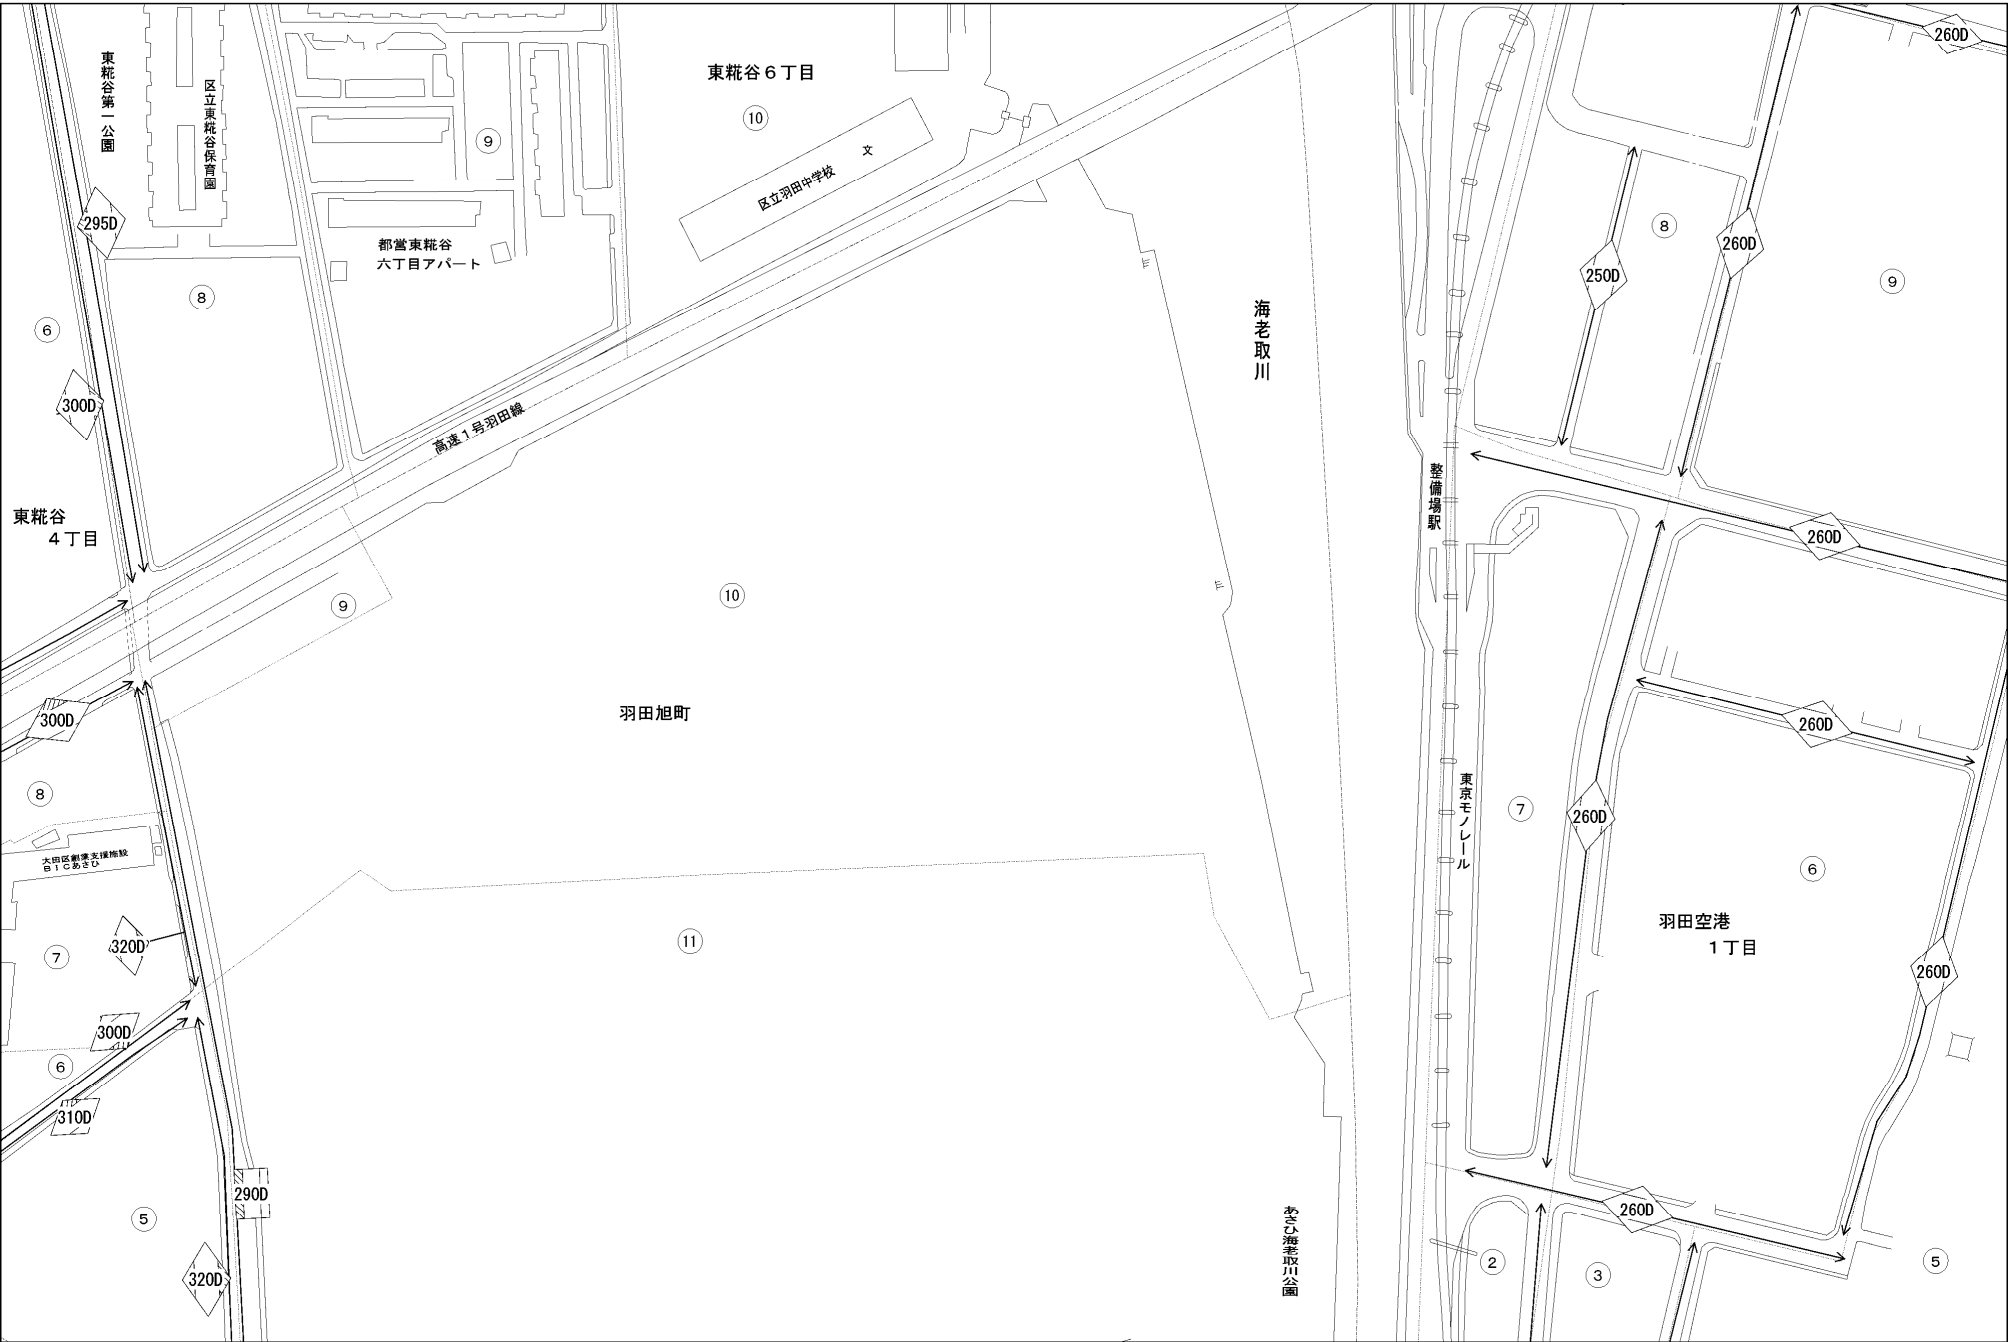 東糀谷第一公園
区立東糀谷保育園
東糀谷６丁目
⑩
文
区立羽田中学校
⑨
都営東糀谷
六丁目アパート
295D
⑧
⑥
300D
高速１号羽田線
東糀谷
４丁目
⑨
300D
⑧
大田区創業支援施設
ＢＩＣあさひ
320D
⑦
300D
⑥
310D
⑤
290D
320D
⑩
羽田旭町
⑪
海老取川
あさひ海老取川公園
整備場駅
東京モノレール
260D
⑧
260D
250D
⑨
260D
260D
⑦
260D
⑥
羽田空港
１丁目
260D
260D
②
③
⑤